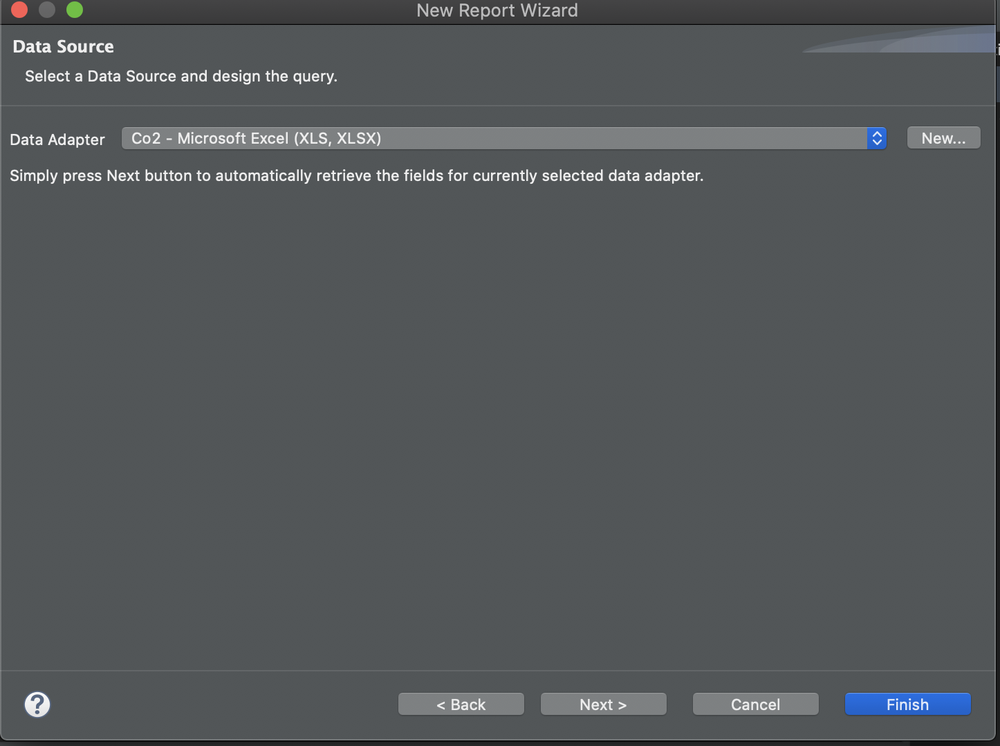 New Report Wizard
Data Source
Select a Data Source and design the query.
Data Adapter
Co2 - Microsoft Excel (XLS, XLSX)
New...
Simply press Next button to automatically retrieve the fields for currently selected data adapter.
?
< Back
Next >
Cancel
Finish